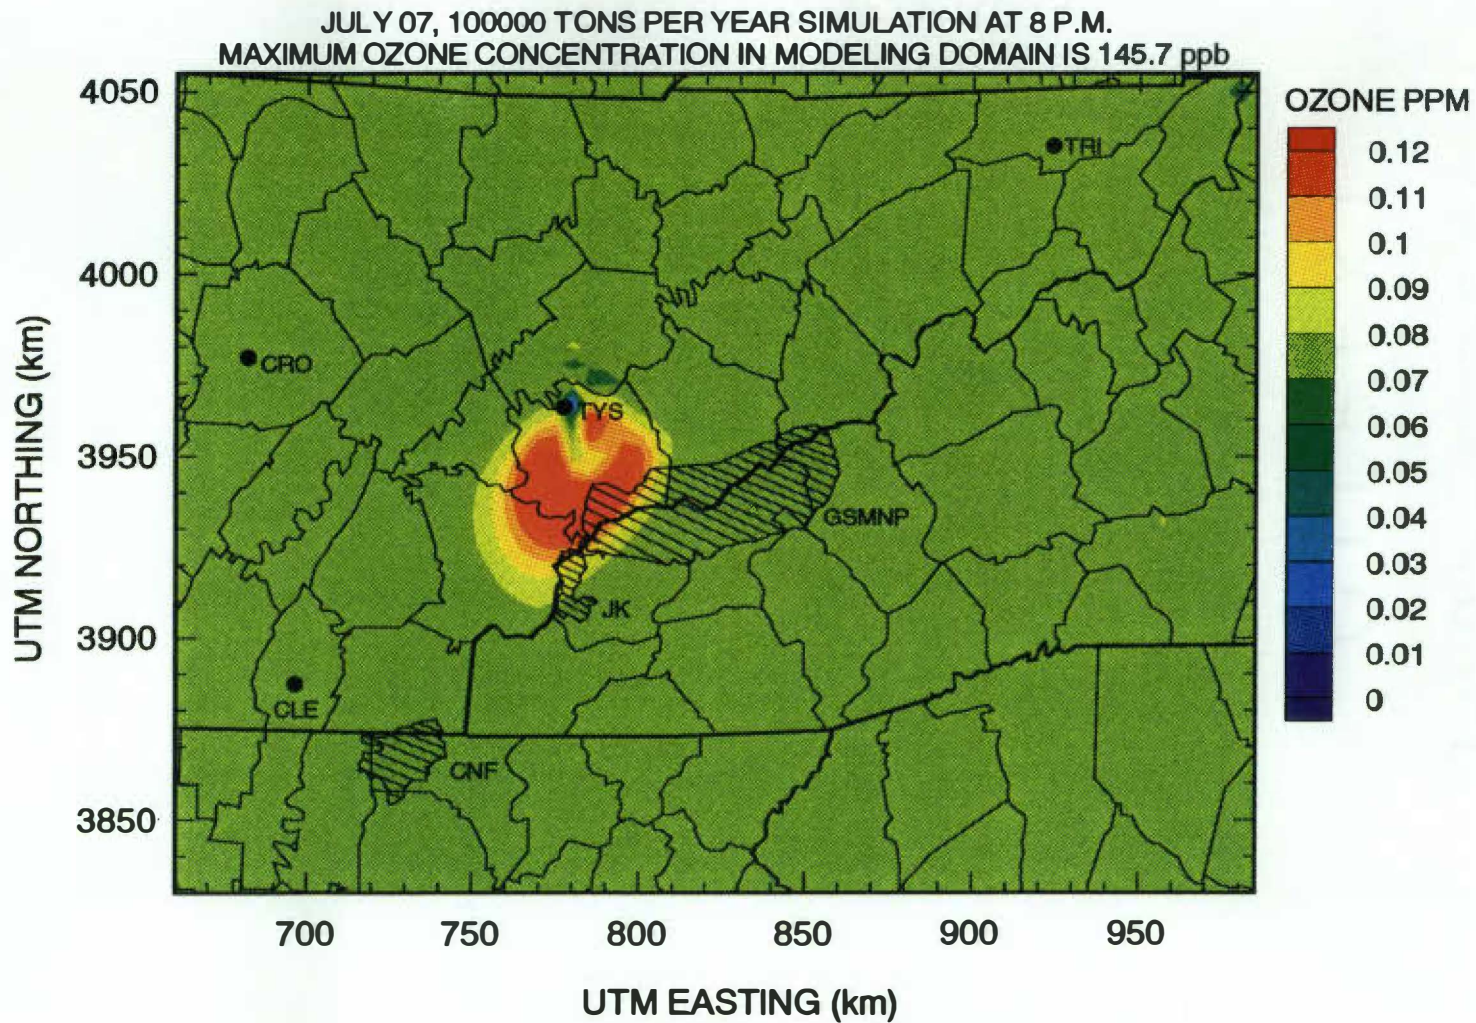 JULY 07, 100000 TONS PER YEAR SIMULATION AT 8 P.M.
MAXIMUM OZONE CONCENTRATION IN MODELING DOMAIN IS 145.7 ppb
OZONE PPM
0.12
0.11
0.1
0.09
0.08
0.07
0.06
0.05
0.04
0.03
0.02
0.01
0
UTM NORTHING (km)
4050
4000
3950
3900
3850
TRI
CRO
TYS
GSMNP
JK
CLE
CNF
700 750 800 850 900 950
UTM EASTING (km)